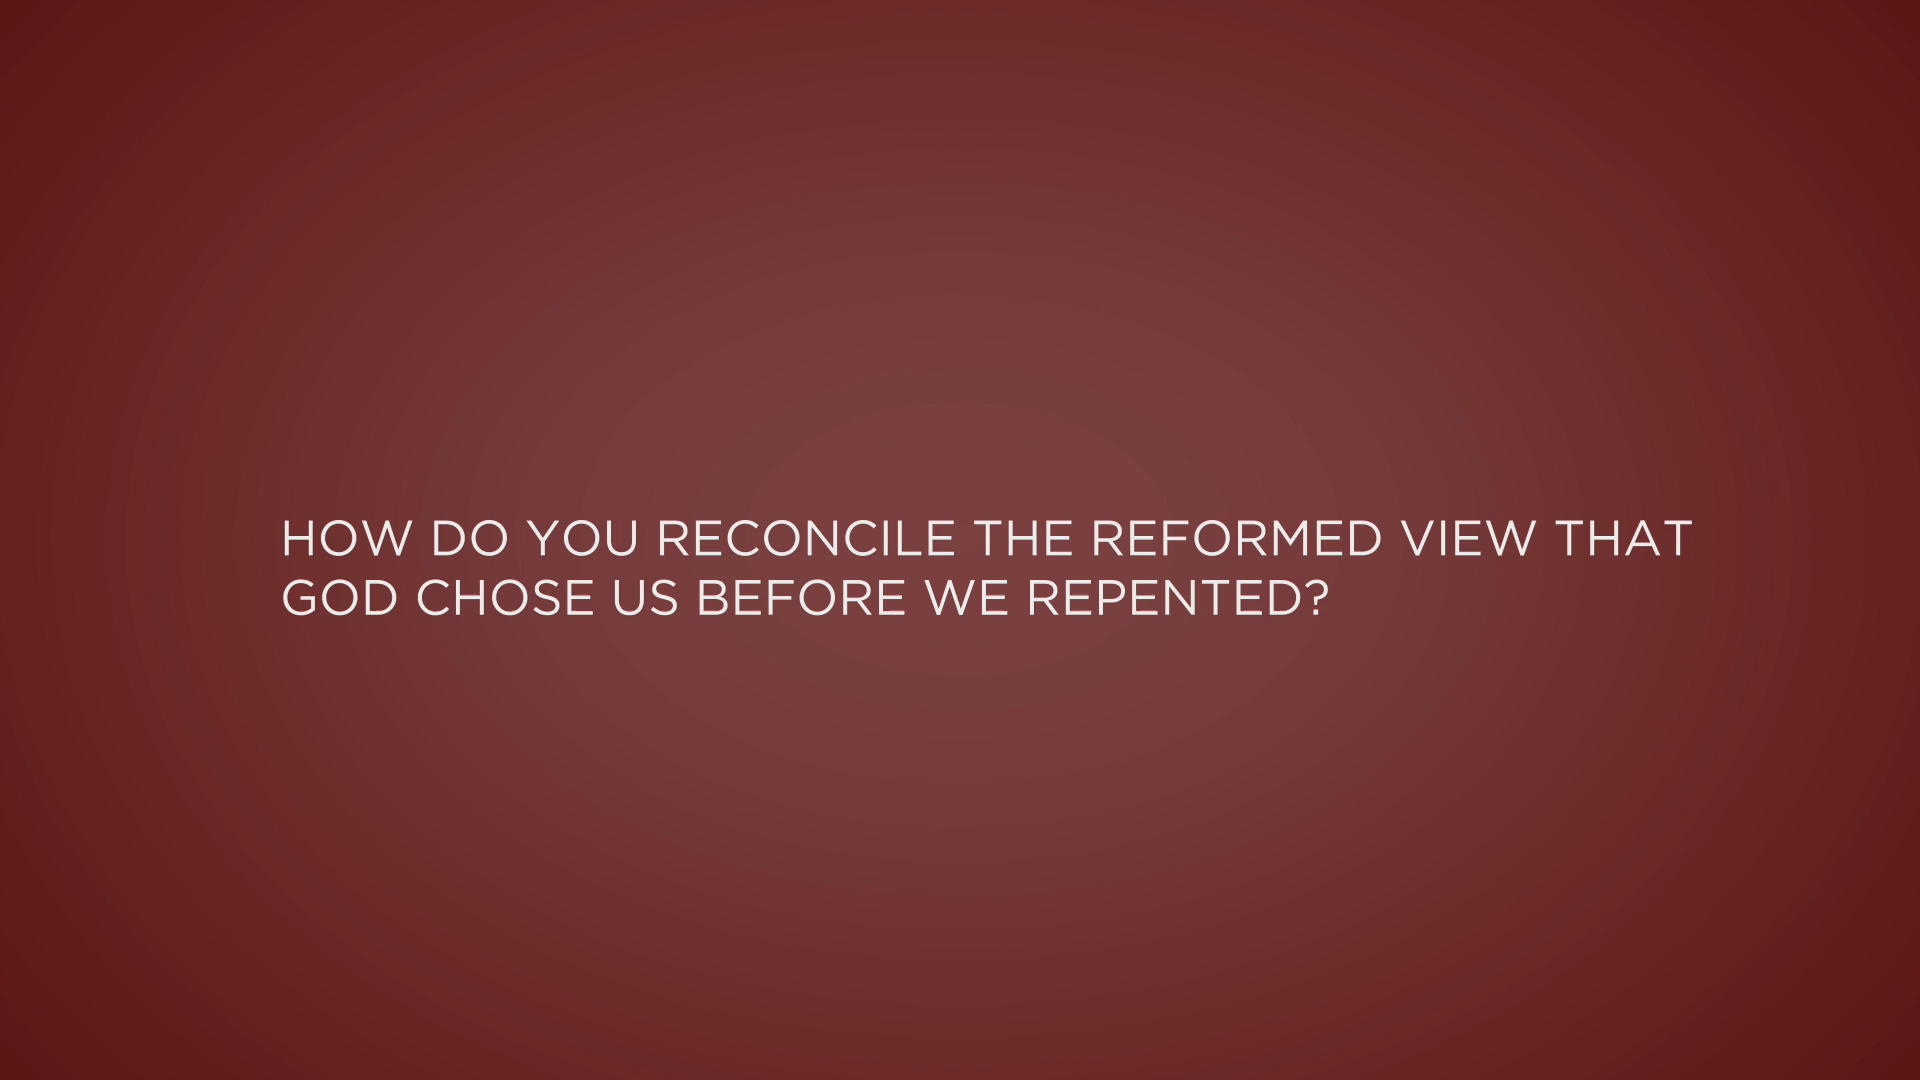 HOW DO YOU RECONCILE THE REFORMED VIEW THAT
GOD CHOSE US BEFORE WE REPENTED?